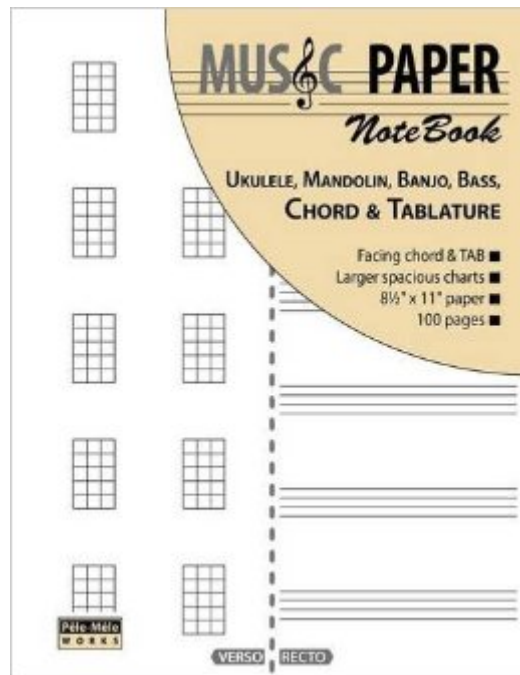 MUSIC PAPER
NoteBook
UKULELE, MANDOLIN, BANJO, BASS,
CHORD & TABLATURE
Facing chord & TAB ■
Larger spacious charts ■
8½" x 11" paper ■
100 pages ■
Pêle-Mêle
WORKS
VERSO RECTO